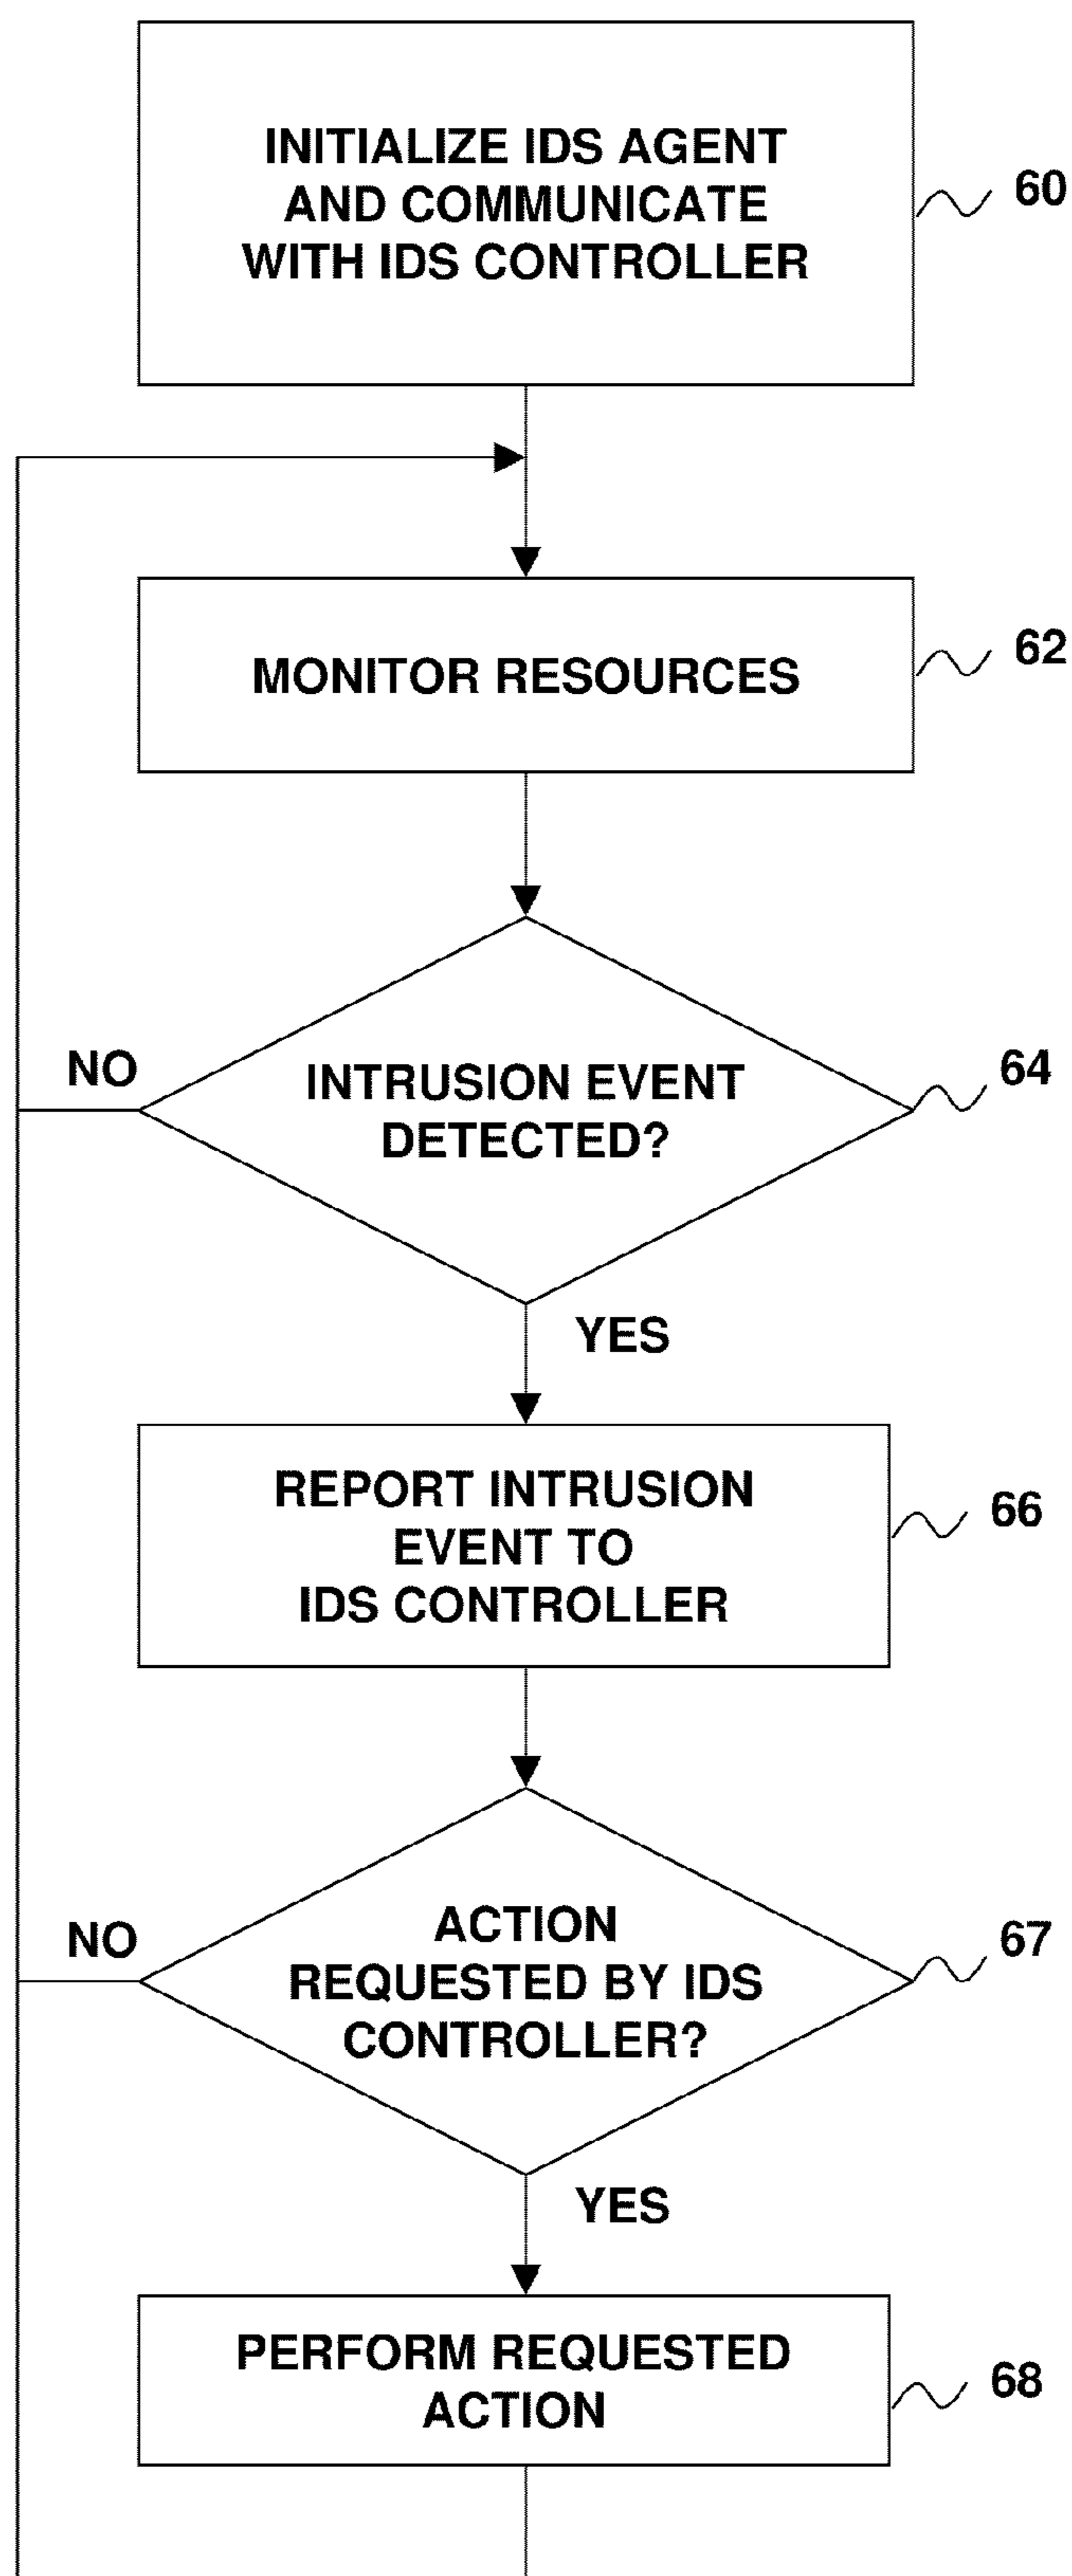 INITIALIZE IDS AGENT
AND COMMUNICATE
WITH IDS CONTROLLER
60
MONITOR RESOURCES
62
NO
INTRUSION EVENT
DETECTED?
64
YES
REPORT INTRUSION
EVENT TO
IDS CONTROLLER
66
NO
ACTION
REQUESTED BY IDS
CONTROLLER?
67
YES
PERFORM REQUESTED
ACTION
68